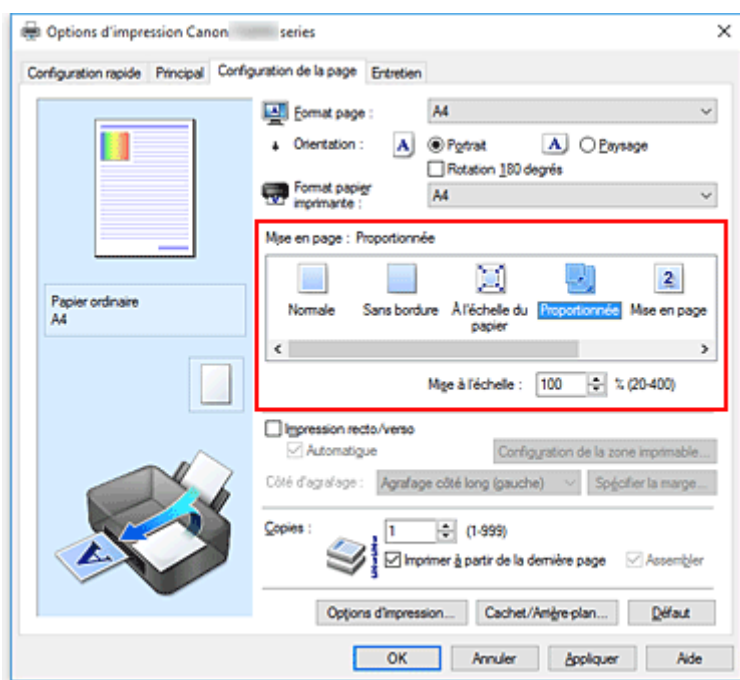 Options d'impression Canon series
Configuration rapide Principal Configuration de la page Entretien
Format page : A4
Orientation : A Portrait A Paysage
Rotation 180 degrés
Format papier
imprimante : A4
Mise en page : Proportionnée
2
Normale Sans bordure À l'échelle du
papier Proportionnée Mise en page
Mise à l'échelle : 100 % (20-400)
Papier ordinaire
A4
Impression recto/verso
Automatique Configuration de la zone imprimable...
Côté d'agrafage : Agrafage côté long (gauche) Spécifier la marge...
Copies : 1 (1-999)
Imprimer à partir de la dernière page Assembler
A
Options d'impression... Cachet/Arrière-plan... Défaut
OK Annuler Appliquer Aide